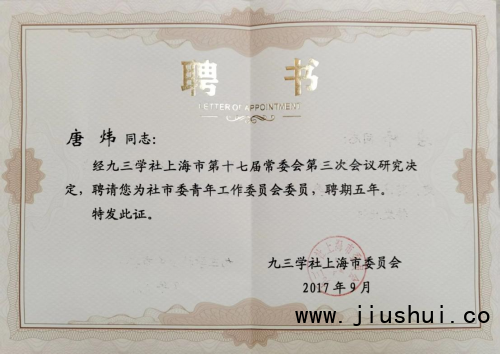 聘 书
LETTER OF APPOINTMENT
唐 炜 同志:
经九三学社上海市第十七届常委会第三次会议研究决
定，聘请您为社市委青年工作委员会委员，聘期五年。
特发此证。
九三学社上海市委员会
2017 年 9 月
www.jiushui.co